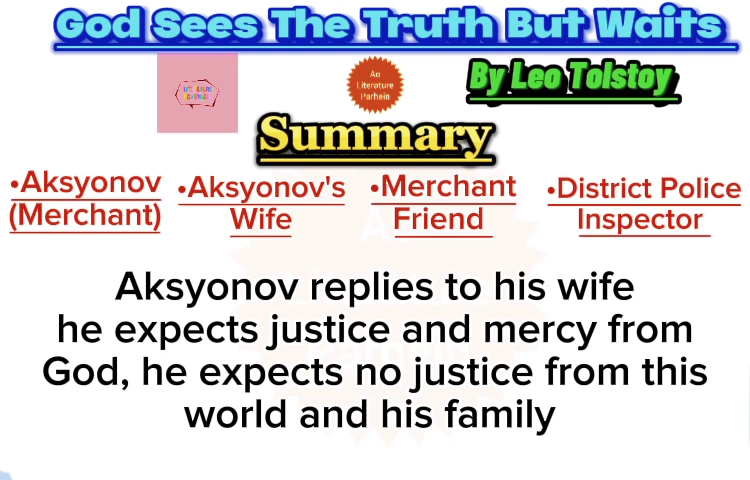 God Sees The Truth But Waits
By Leo Tolstoy
Ao
Literature
Parhein
Summary
•Aksyonov
(Merchant)
•Aksyonov's
Wife
•Merchant
Friend
•District Police
Inspector
Aksyonov replies to his wife
he expects justice and mercy from
God, he expects no justice from this
world and his family